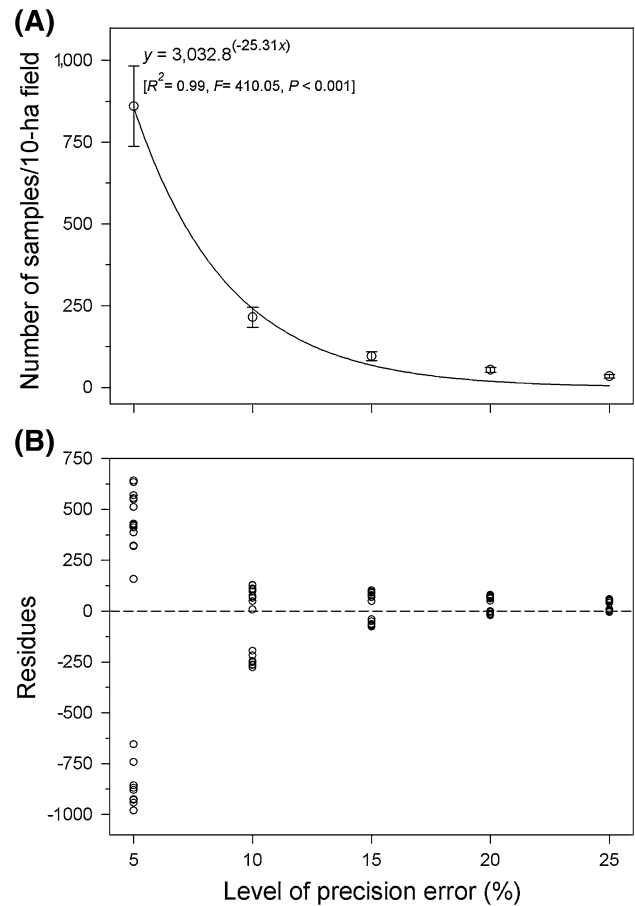 (A)
y = 3,032.8(-25.31x)
[R2= 0.99, F= 410.05, P < 0.001]
Number of samples/10-ha field
1,000
750
500
250
0
(B)
Residues
750
500
250
0
-250
-500
-750
-1000
5 10 15 20 25
Level of precision error (%)